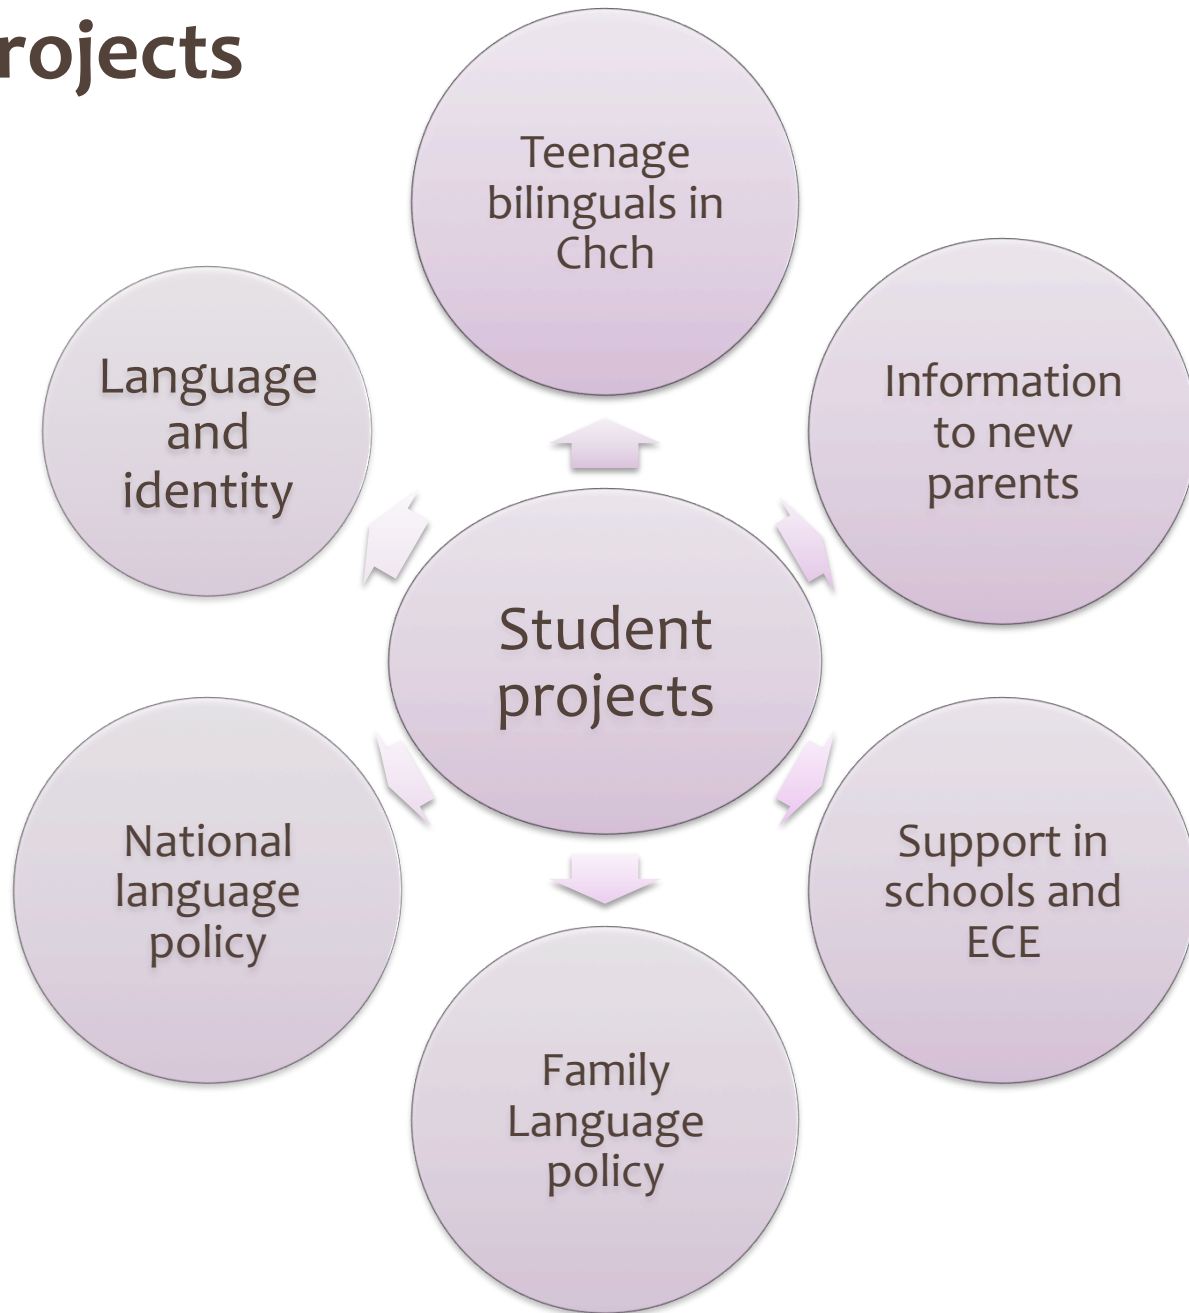 rojects
Teenage
bilinguals in
Chch
Information
to new
parents
Support in
schools and
ECE
Family
Language
policy
National
language
policy
Language
and
identity
Student
projects